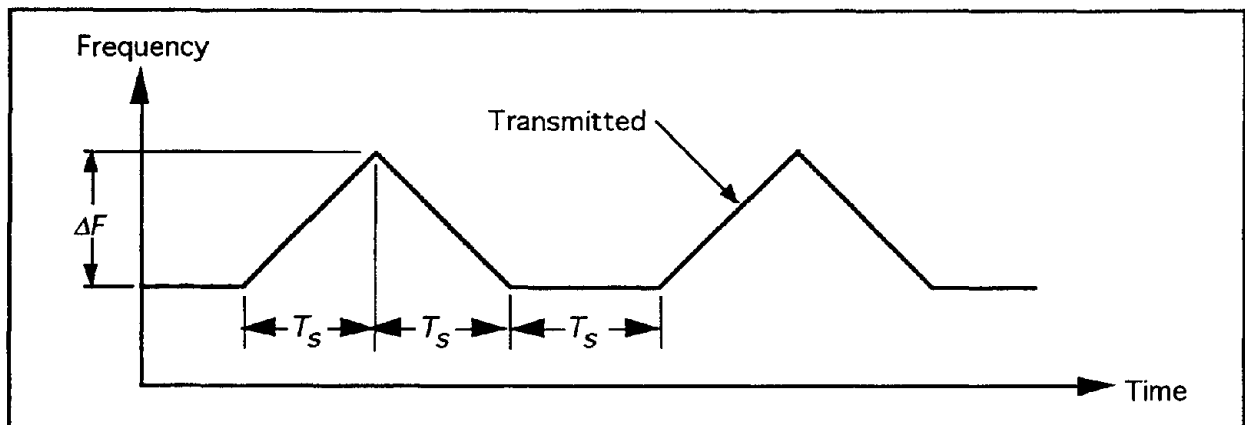 Frequency
Transmitted
ΔF
T_s T_s T_s
Time